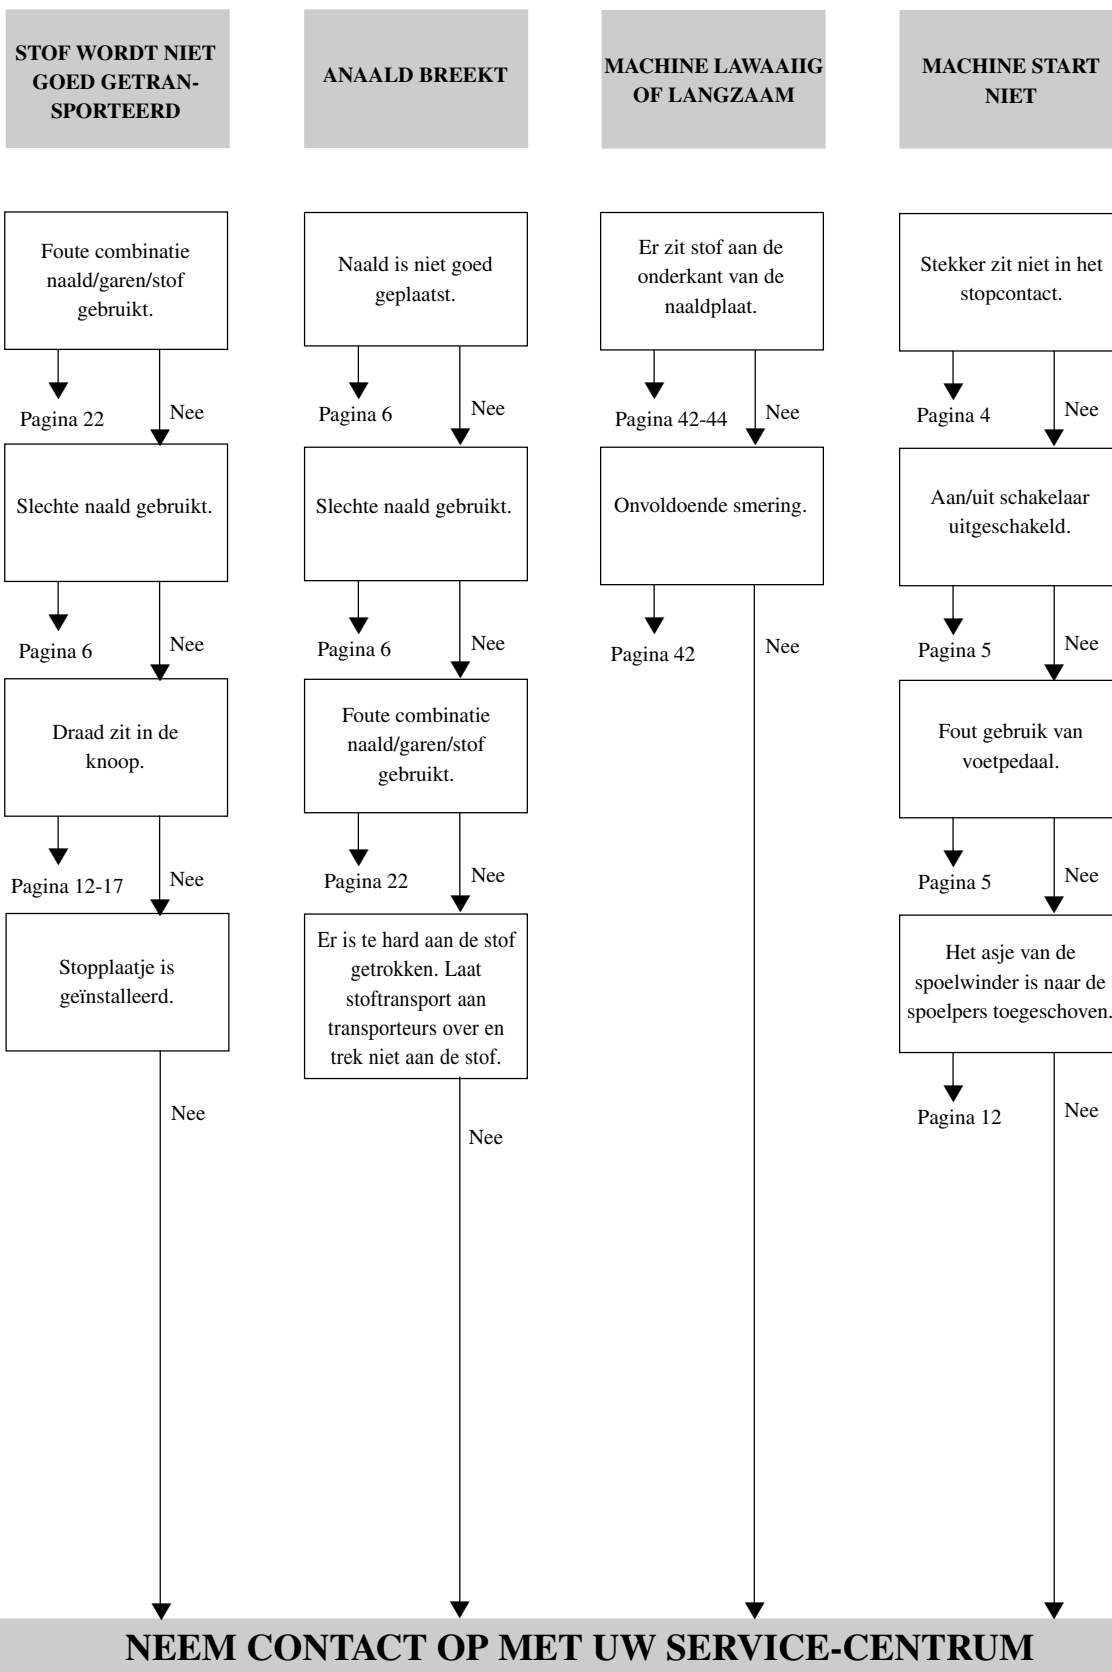 STOF WORDT NIET
GOED GETRAN-
SPORTEERD
Foute combinatie
naald/garen/stof
gebruikt.
Pagina 22
Nee
Slechte naald gebruikt.
Pagina 6
Nee
Draad zit in de
knoop.
Pagina 12-17
Nee
Stopplaatje is
geïnstalleerd.
Nee
ANAALD BREEKT
Naald is niet goed
geplaatst.
Pagina 6
Nee
Slechte naald gebruikt.
Pagina 6
Nee
Foute combinatie
naald/garen/stof
gebruikt.
Pagina 22
Nee
Er is te hard aan de stof
getrokken. Laat
stoftransport aan
transporteurs over en
trek niet aan de stof.
Nee
MACHINE LAWAAIIG
OF LANGZAAM
Er zit stof aan de
onderkant van de
naaldplaat.
Pagina 42-44
Nee
Onvoldoende smering.
Pagina 42
Nee
MACHINE START
NIET
Stekker zit niet in het
stopcontact.
Pagina 4
Nee
Aan/uit schakelaar
uitgeschakeld.
Pagina 5
Nee
Fout gebruik van
voetpedaal.
Pagina 5
Nee
Het asje van de
spoelwinder is naar de
spoelpers toegeschoven.
Pagina 12
Nee
NEEM CONTACT OP MET UW SERVICE-CENTRUM